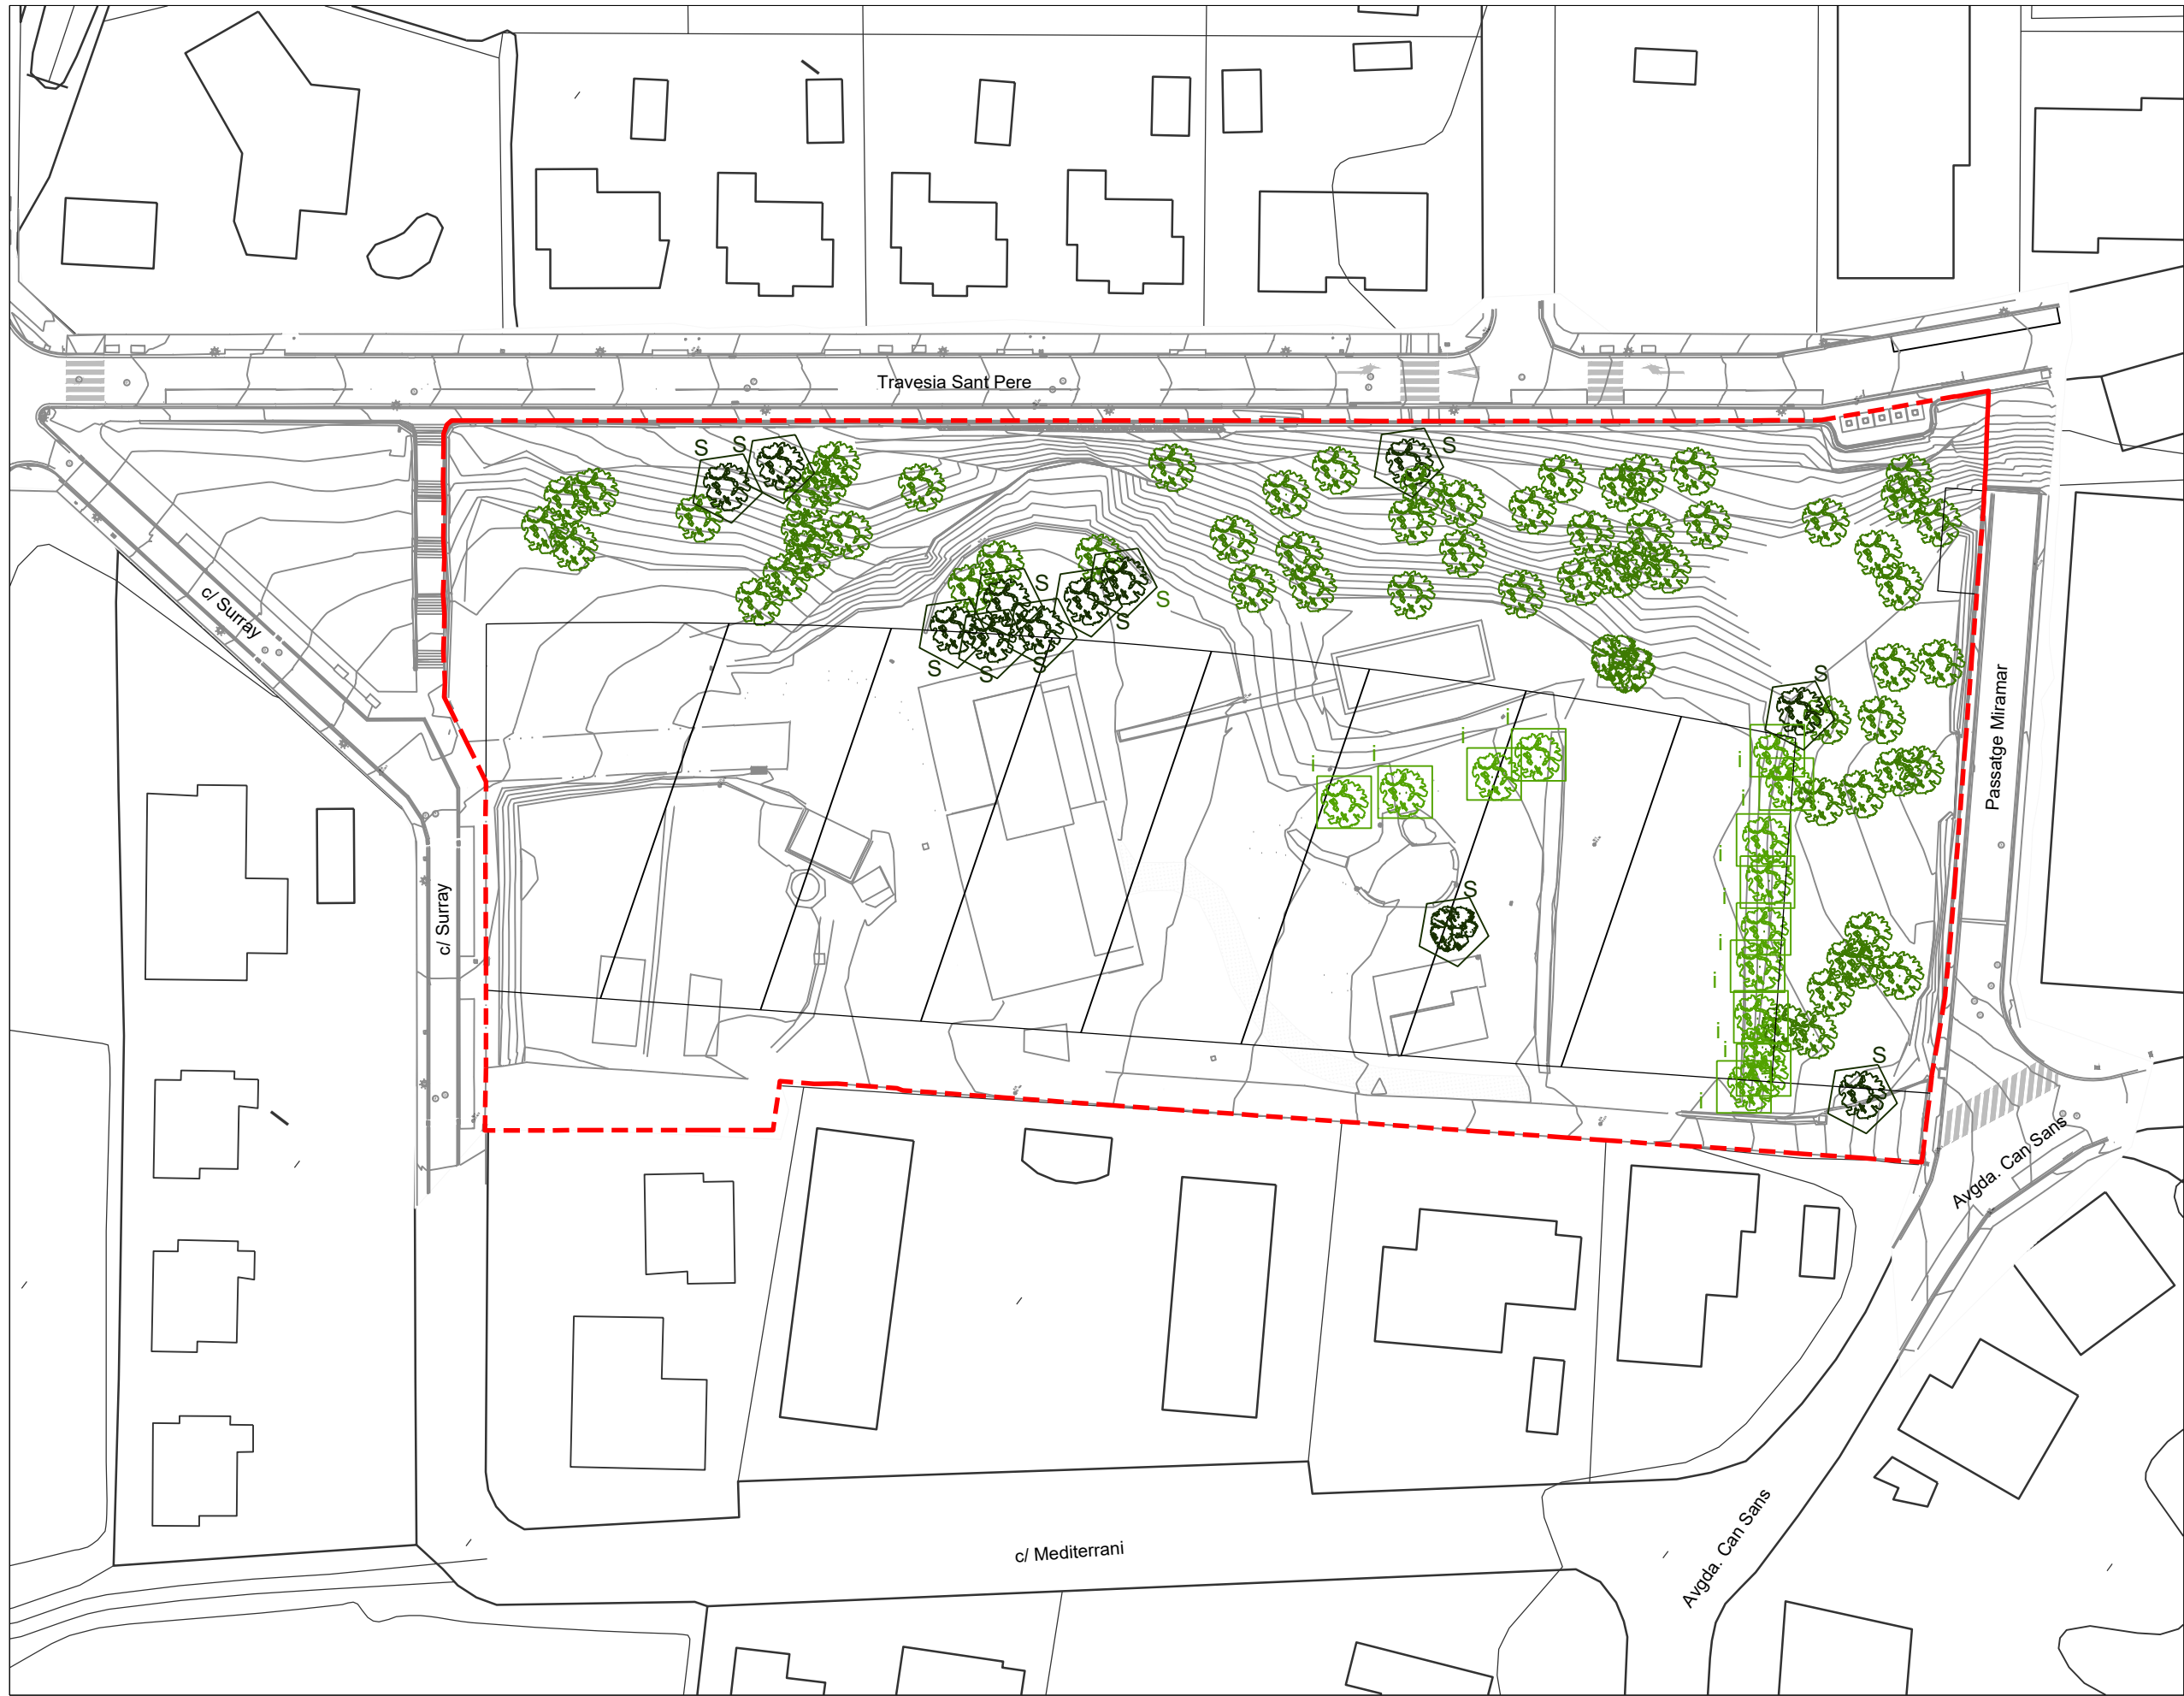 Travesia Sant Pere
S
S
S
c/ Surray
S
S
S
S
S
S
S
Passatge Miramar
i
i
i
i
i
i
c/ Surray
S
i
i
i
i
i
i
i
S
i
Avgda. Can Sans
Avgda. Can Sans
c/ Mediterrani